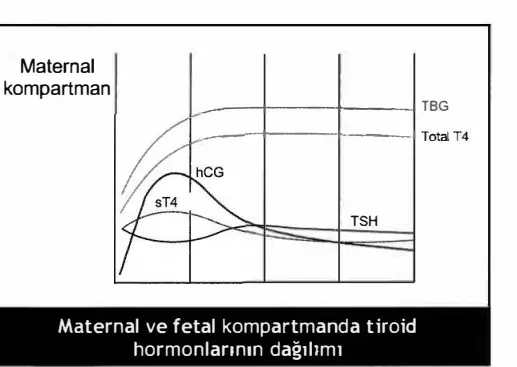 Maternal
kompartman
TBG
Total T4
hCG
sT4
TSH
Maternal ve fetal kompartmanda tiroid
hormonlarının dağılımı